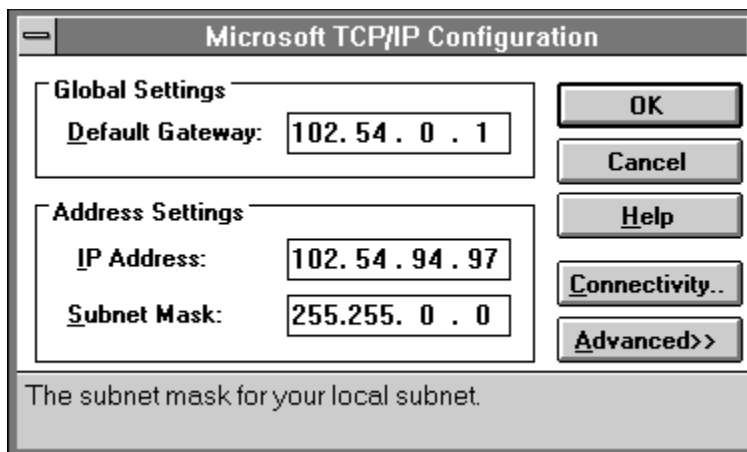 Microsoft TCP/IP Configuration
Global Settings
Default Gateway: 102. 54 . 0 . 1
Address Settings
IP Address: 102. 54 . 94 . 97
Subnet Mask: 255.255. 0 . 0
OK
Cancel
Help
Connectivity..
Advanced>>
The subnet mask for your local subnet.